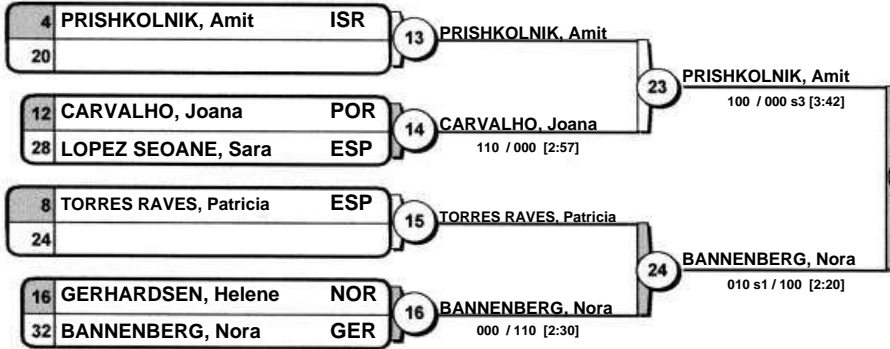 4 PRISHKOLNIK, Amit ISR
20
13
PRISHKOLNIK, Amit
12 CARVALHO, Joana POR
28 LOPEZ SEOANE, Sara ESP
14
CARVALHO, Joana
110 / 000 [2:57]
23
PRISHKOLNIK, Amit
100 / 000 s3 [3:42]
8 TORRES RAVES, Patricia ESP
24
15
TORRES RAVES, Patricia
16 GERHARDSEN, Helene NOR
32 BANNENBERG, Nora GER
16
BANNENBERG, Nora
000 / 110 [2:30]
24
BANNENBERG, Nora
010 s1 / 100 [2:20]